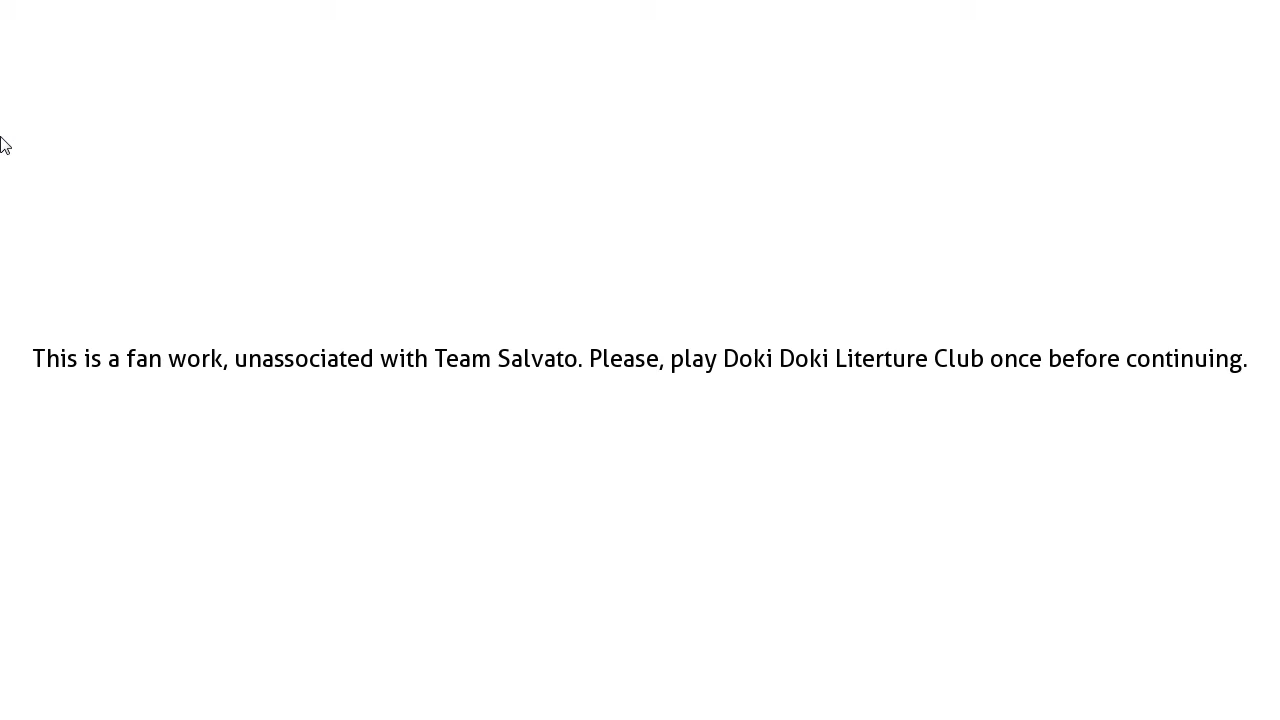 This is a fan work, unassociated with Team Salvato. Please, play Doki Doki Literture Club once before continuing.